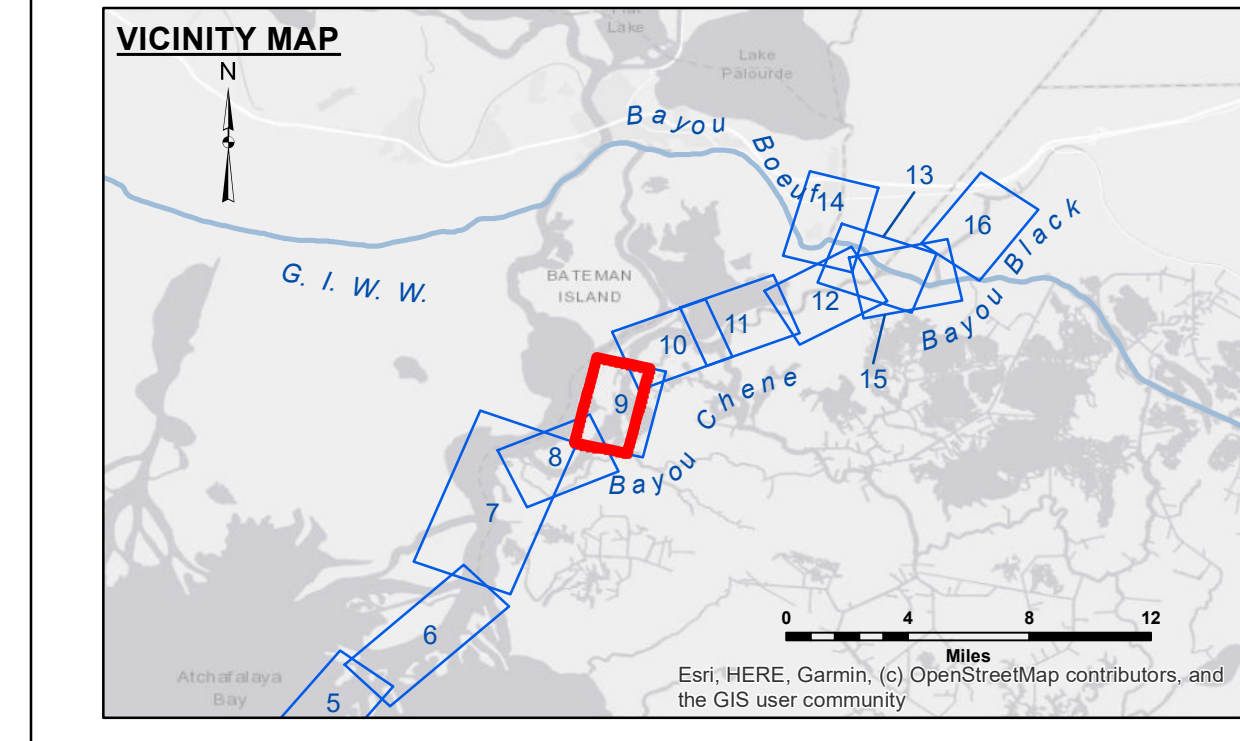 VICINITY MAP
N
Flat
Lake
Lake
Palourde
Bayou
Boeuf
14
13
16
Bayou Black
G. I. W. W.
BATEMAN
ISLAND
12
11
10
15
9
Bayou Chene
8
7
6
5
Atchafalaya
Bay
0 4 8 12
Miles
Esri, HERE, Garmin, (c) OpenStreetMap contributors, and
the GIS user community